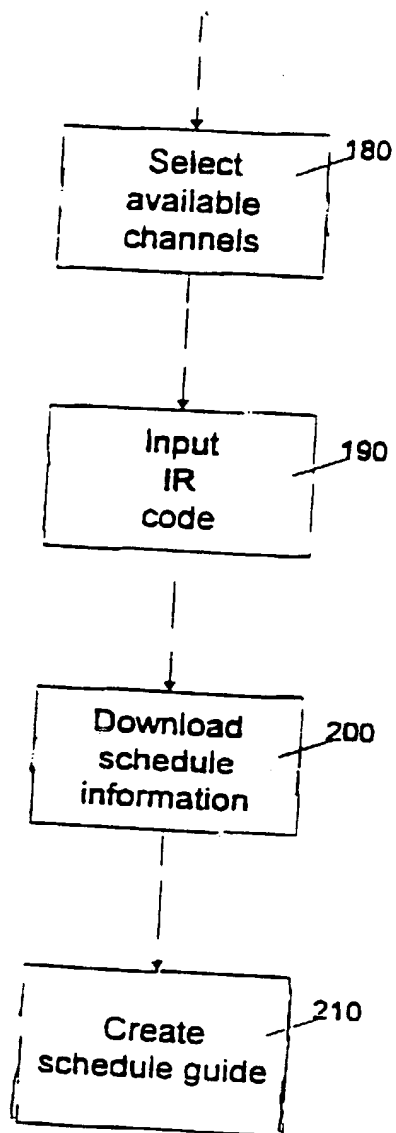 Select
available
channels
180
Input
IR
code
190
Download
schedule
information
200
Create
schedule guide
210